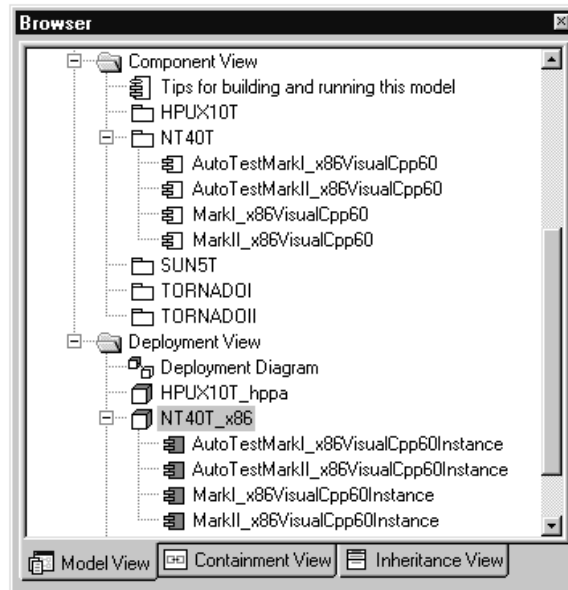 Browser
Component View
Tips for building and running this model
HPUX10T
NT40T
AutoTestMarkI_x86VisualCpp60
AutoTestMarkII_x86VisualCpp60
MarkI_x86VisualCpp60
MarkII_x86VisualCpp60
SUN5T
TORNADOI
TORNADOII
Deployment View
Deployment Diagram
HPUX10T_hppa
NT40T_x86
AutoTestMarkI_x86VisualCpp60Instance
AutoTestMarkII_x86VisualCpp60Instance
MarkI_x86VisualCpp60Instance
MarkII_x86VisualCpp60Instance
Model View Containment View Inheritance View